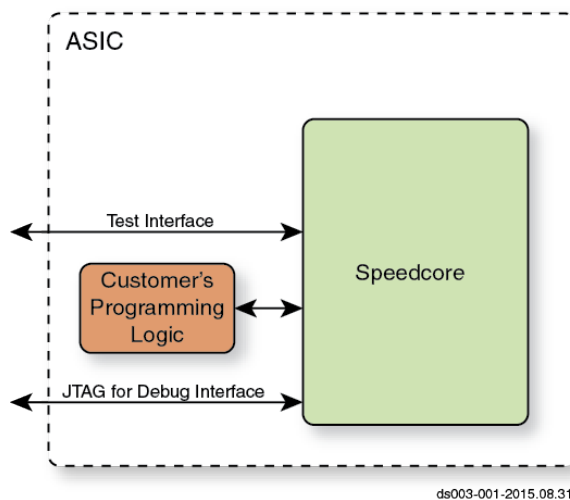 ASIC
Test Interface
Customer's
Programming
Logic
Speedcore
JTAG for Debug Interface
ds003-001-2015.08.31